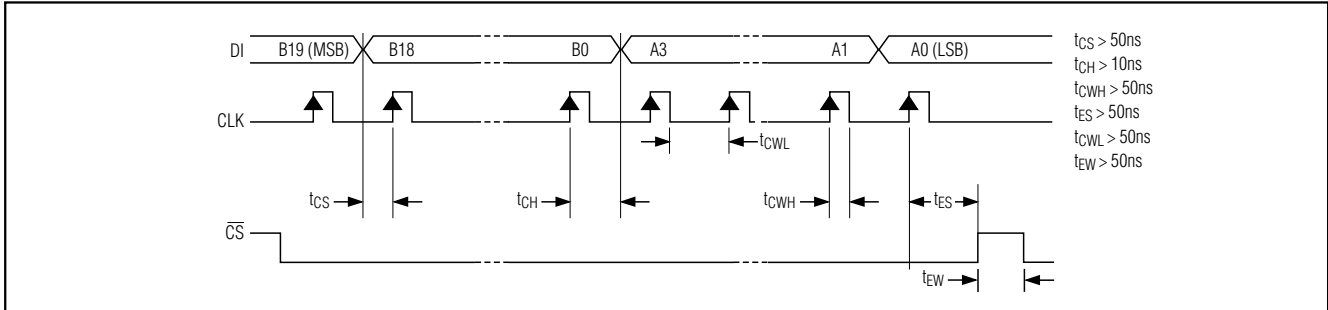 DI B19 (MSB) B18 B0 A3 A1 A0 (LSB)
CLK
tCWL
tCS tCH tCWH tES
CS
tEW
tCS > 50ns
tCH > 10ns
tCWH > 50ns
tES > 50ns
tCWL > 50ns
tEW > 50ns